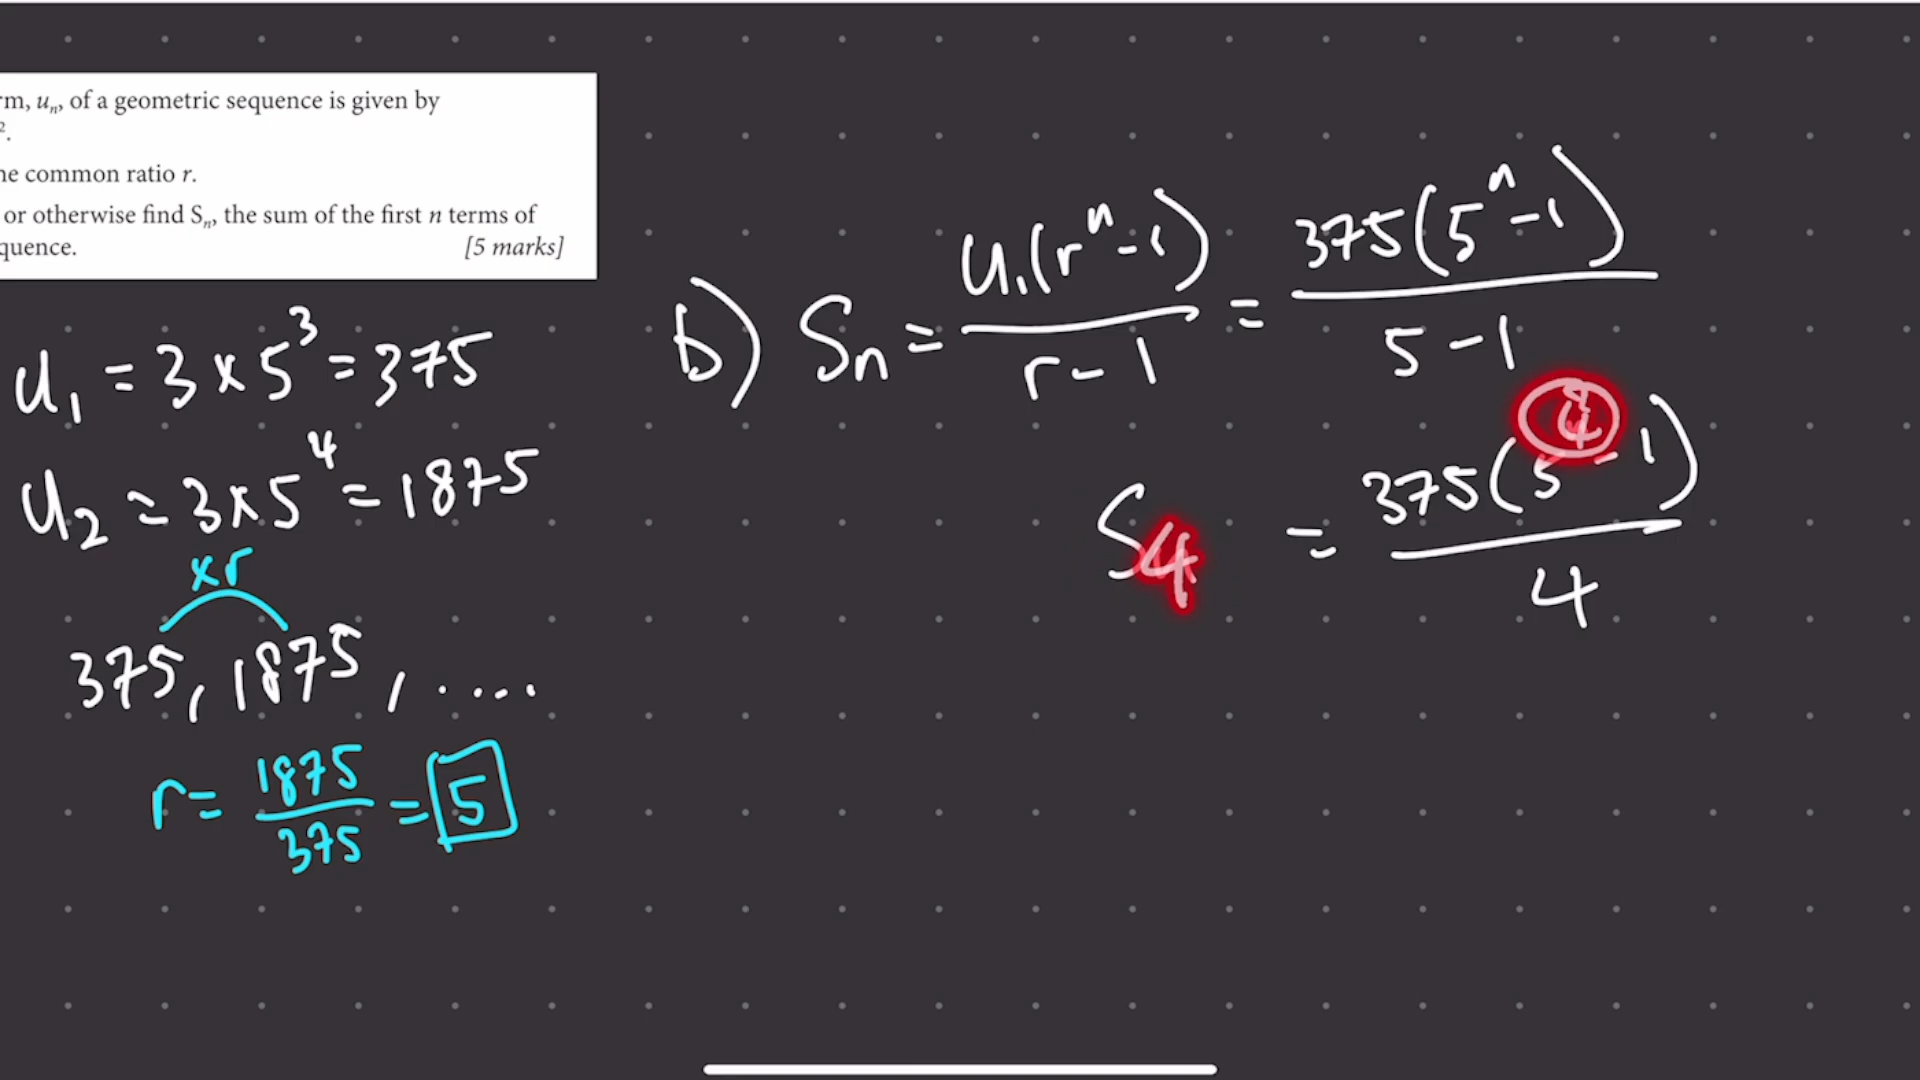 rm, uₙ, of a geometric sequence is given by
².
he common ratio r.
or otherwise find Sₙ, the sum of the first n terms of
quence. [5 marks]
u₁ = 3 × 5³ = 375
u₂ = 3 × 5⁴ = 1875
×r
375, 1875, ....
r = 1875/375 = 5
b) Sₙ = u₁(rⁿ - 1)/r - 1 = 375(5ⁿ - 1)/5 - 1
S₄ = 375(5⁴ - 1)/4